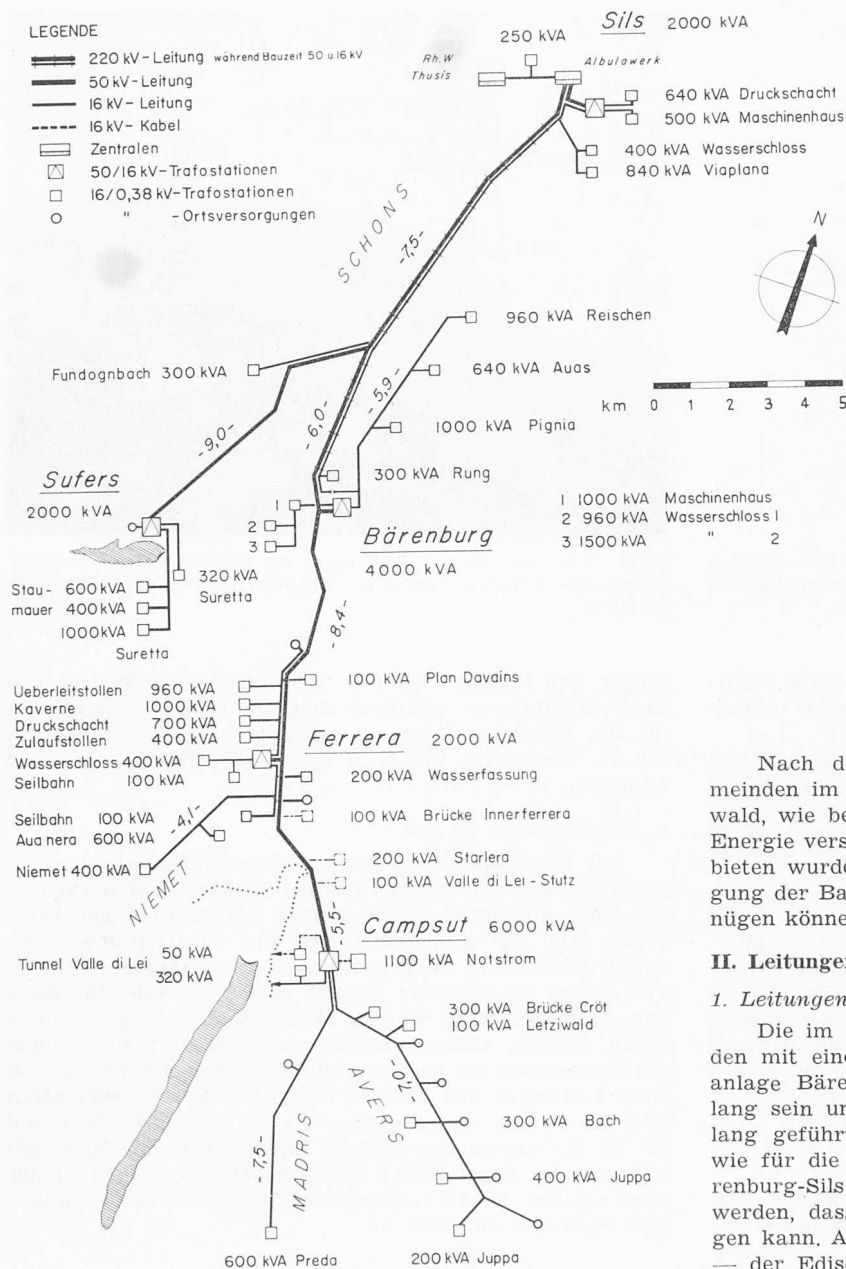 LEGENDE
220 kV-Leitung während Bauzeit 50 u 16 kV
50 kV-Leitung
16 kV-Leitung
16 kV-Kabel
Zentralen
50/16 kV-Trafostationen
16/0,38 kV-Trafostationen
" -Ortsversorgungen
Sils 2000 kVA
250 kVA
Rh.W
Thusis
Albulawerk
640 kVA Druckschacht
500 kVA Maschinenhaus
400 kVA Wasserschloss
840 kVA Viaplana
SCHONS
-7,5-
N
960 kVA Reischen
Fundognbach 300 kVA
640 kVA Auas
km 0 1 2 3 4 5
-5,9-
-6,0-
-9,0-
1000 kVA Pignia
Sufers
2000 kVA
300 kVA Rung
1
2
3
1 1000 kVA Maschinenhaus
2 960 kVA Wasserschloss 1
3 1500 kVA " 2
Bärenburg
4000 kVA
320 kVA
Suretta
Stau-
mauer
600 kVA
400 kVA
1000 kVA
Suretta
-8,4-
100 kVA Plan Davains
Ueberleitstollen 960 kVA
Kaverne 1000 kVA
Druckschacht 700 kVA
Zulaufstollen 400 kVA
Ferrera 2000 kVA
Wasserschloss 400 kVA
Seilbahn 100 kVA
200 kVA Wasserfassung
Seilbahn 100 kVA
-4,1-
100 kVA Brücke Innerferrera
Aua nera 600 kVA
Niemet 400 kVA
200 kVA Starlera
100 kVA Valle di Lei-Stutz
NIEMET
-5,5-
Campsut 6000 kVA
Tunnel Valle di Lei
50 kVA
320 kVA
1100 kVA Notstrom
300 kVA Brücke Cröt
100 kVA Letziwald
-7,0-
AVERS
MADRIS
-7,5-
300 kVA Bach
400 kVA Juppa
600 kVA Preda
200 kVA Juppa
Nach d
meinden im
wald, wie be
Energie vers
bieten wurde
gung der Ba
nügen könne
II. Leitungen
1. Leitungen
Die im
den mit eine
anlage Bäre
lang sein un
lang geführ
wie für die
renburg-Sils
werden, dass
gen kann. A
— der Edise